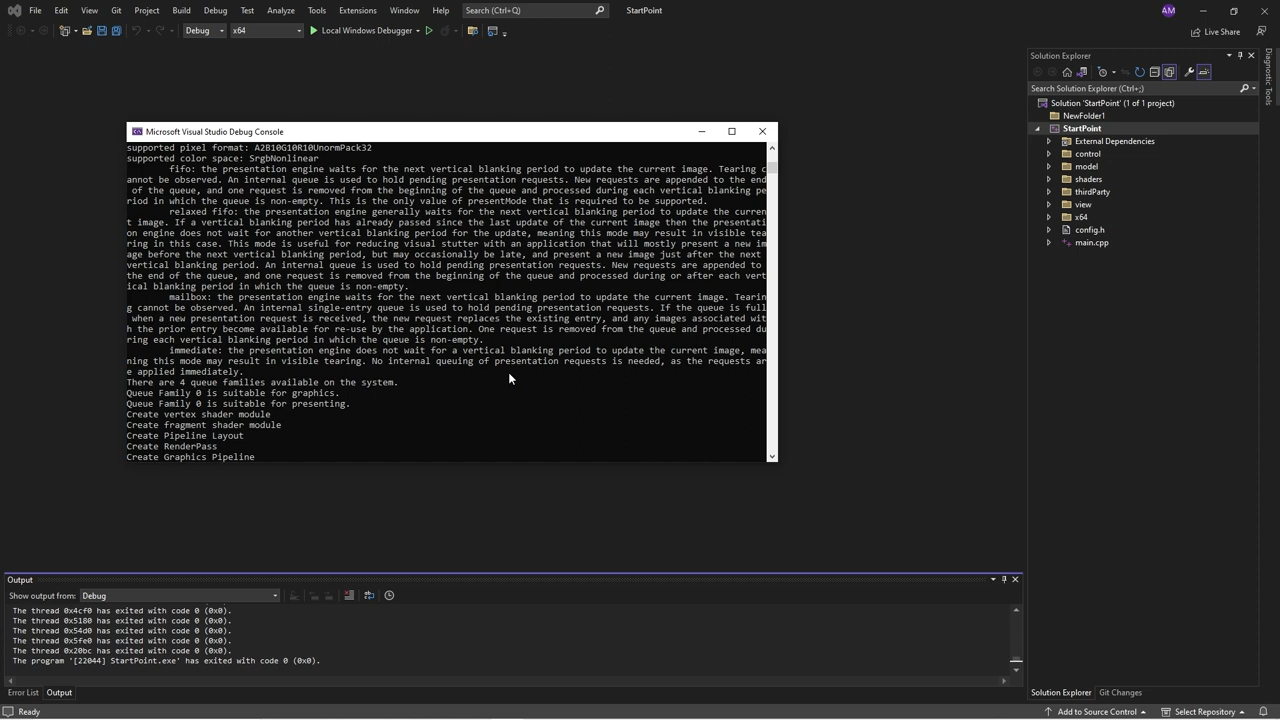 File Edit View Git Project Build Debug Test Analyze Tools Extensions Window Help Search (Ctrl+Q) StartPoint AM
Debug x64 Local Windows Debugger Live Share
Solution Explorer
Search Solution Explorer (Ctrl+;)
Solution 'StartPoint' (1 of 1 project)
NewFolder1
StartPoint
External Dependencies
control
model
shaders
thirdParty
view
x64
config.h
main.cpp
Diagnostic Tools
Microsoft Visual Studio Debug Console
supported pixel format: A2B10G10R10UnormPack32
supported color space: SrgbNonlinear
fifo: the presentation engine waits for the next vertical blanking period to update the current image. Tearing c
annot be observed. An internal queue is used to hold pending presentation requests. New requests are appended to the end
of the queue, and one request is removed from the beginning of the queue and processed during each vertical blanking pe
riod in which the queue is non-empty. This is the only value of presentMode that is required to be supported.
relaxed fifo: the presentation engine generally waits for the next vertical blanking period to update the curren
t image. If a vertical blanking period has already passed since the last update of the current image then the presentati
on engine does not wait for another vertical blanking period for the update, meaning this mode may result in visible tea
ring in this case. This mode is useful for reducing visual stutter with an application that will mostly present a new im
age before the next vertical blanking period, but may occasionally be late, and present a new image just after the next
vertical blanking period. An internal queue is used to hold pending presentation requests. New requests are appended to
the end of the queue, and one request is removed from the beginning of the queue and processed during or after each vert
ical blanking period in which the queue is non-empty.
mailbox: the presentation engine waits for the next vertical blanking period to update the current image. Tearin
g cannot be observed. An internal single-entry queue is used to hold pending presentation requests. If the queue is full
when a new presentation request is received, the new request replaces the existing entry, and any images associated wit
h the prior entry become available for re-use by the application. One request is removed from the queue and processed du
ring each vertical blanking period in which the queue is non-empty.
immediate: the presentation engine does not wait for a vertical blanking period to update the current image, mea
ning this mode may result in visible tearing. No internal queuing of presentation requests is needed, as the requests ar
e applied immediately.
There are 4 queue families available on the system.
Queue Family 0 is suitable for graphics.
Queue Family 0 is suitable for presenting.
Create vertex shader module
Create fragment shader module
Create Pipeline Layout
Create RenderPass
Create Graphics Pipeline
Output
Show output from: Debug
The thread 0x4cf0 has exited with code 0 (0x0).
The thread 0x5180 has exited with code 0 (0x0).
The thread 0x54d0 has exited with code 0 (0x0).
The thread 0x5fe0 has exited with code 0 (0x0).
The thread 0x20bc has exited with code 0 (0x0).
The program '[22044] StartPoint.exe' has exited with code 0 (0x0).
Error List Output
Solution Explorer Git Changes
Ready Add to Source Control Select Repository